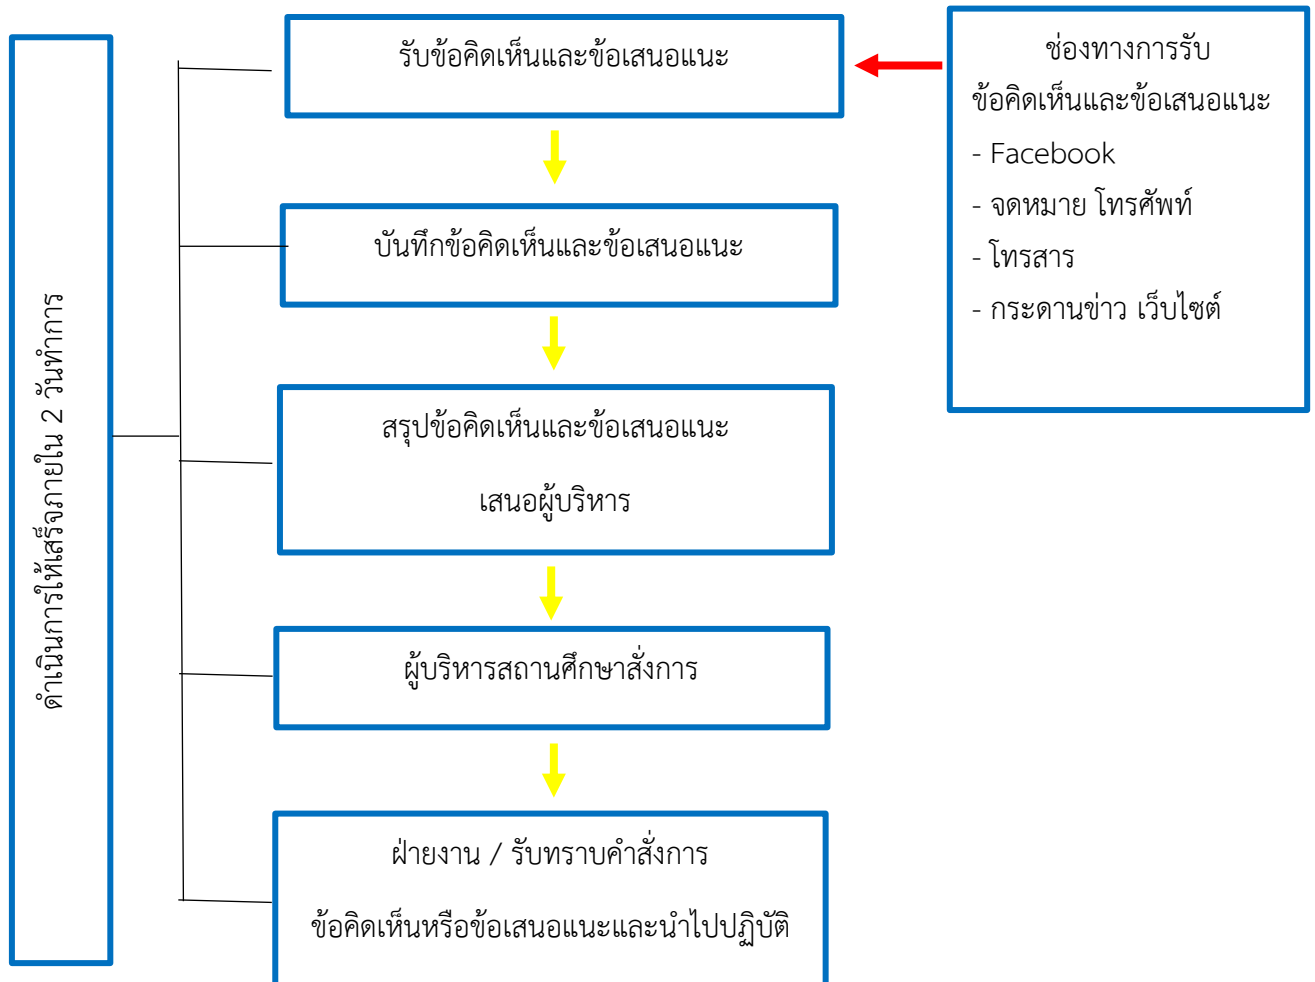 รับข้อคิดเห็นและข้อเสนอแนะ
ช่องทางการรับ
ข้อคิดเห็นและข้อเสนอแนะ
- Facebook
- จดหมาย โทรศัพท์
- โทรสาร
- กระดานข่าว เว็บไซต์
บันทึกข้อคิดเห็นและข้อเสนอแนะ
สรุปข้อคิดเห็นและข้อเสนอแนะ
เสนอผู้บริหาร
ผู้บริหารสถานศึกษาสั่งการ
ฝ่ายงาน / รับทราบคำสั่งการ
ข้อคิดเห็นหรือข้อเสนอแนะและนำไปปฏิบัติ
ดำเนินการให้เสร็จภายใน 2 วันทำการ